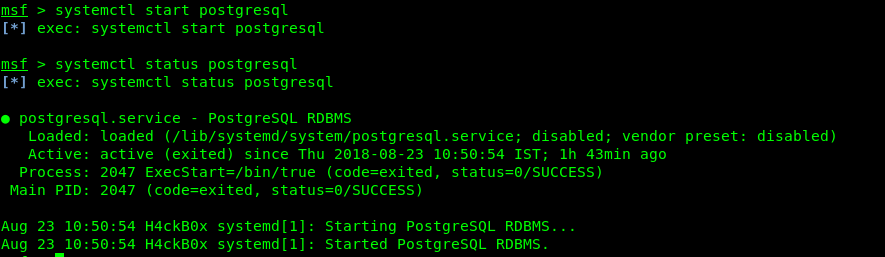 msf > systemctl start postgresql
[*] exec: systemctl start postgresql
msf > systemctl status postgresql
[*] exec: systemctl status postgresql
● postgresql.service - PostgreSQL RDBMS
Loaded: loaded (/lib/systemd/system/postgresql.service; disabled; vendor preset: disabled)
Active: active (exited) since Thu 2018-08-23 10:50:54 IST; 1h 43min ago
Process: 2047 ExecStart=/bin/true (code=exited, status=0/SUCCESS)
Main PID: 2047 (code=exited, status=0/SUCCESS)
Aug 23 10:50:54 H4ckB0x systemd[1]: Starting PostgreSQL RDBMS...
Aug 23 10:50:54 H4ckB0x systemd[1]: Started PostgreSQL RDBMS.